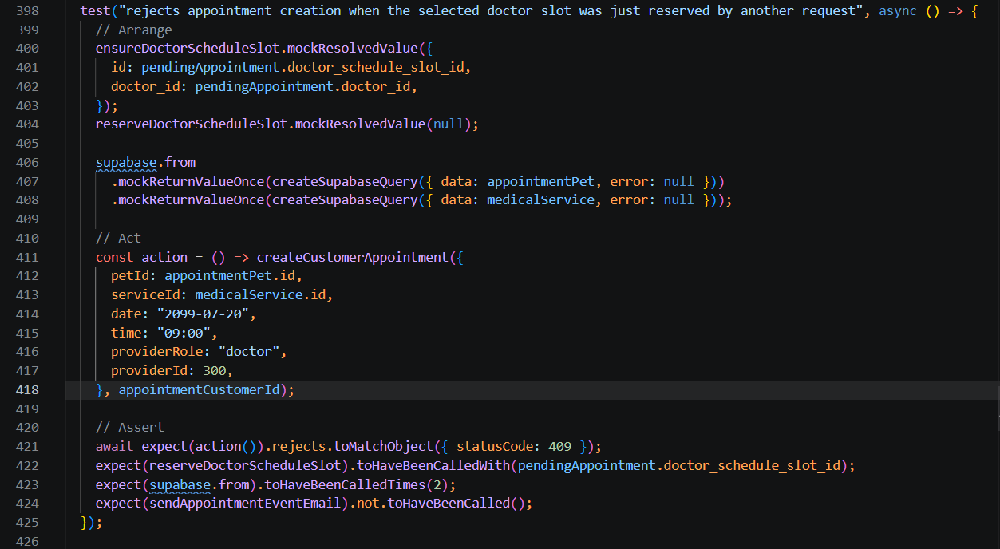 398 test("rejects appointment creation when the selected doctor slot was just reserved by another request", async () => {
399 // Arrange
400 ensureDoctorScheduleSlot.mockResolvedValue({
401 id: pendingAppointment.doctor_schedule_slot_id,
402 doctor_id: pendingAppointment.doctor_id,
403 });
404 reserveDoctorScheduleSlot.mockResolvedValue(null);
405
406 supabase.from
407 .mockReturnValueOnce(createSupabaseQuery({ data: appointmentPet, error: null }))
408 .mockReturnValueOnce(createSupabaseQuery({ data: medicalService, error: null }));
409
410 // Act
411 const action = () => createCustomerAppointment({
412 petId: appointmentPet.id,
413 serviceId: medicalService.id,
414 date: "2099-07-20",
415 time: "09:00",
416 providerRole: "doctor",
417 providerId: 300,
418 }, appointmentCustomerId);
419
420 // Assert
421 await expect(action()).rejects.toMatchObject({ statusCode: 409 });
422 expect(reserveDoctorScheduleSlot).toHaveBeenCalledWith(pendingAppointment.doctor_schedule_slot_id);
423 expect(supabase.from).toHaveBeenCalledTimes(2);
424 expect(sendAppointmentEventEmail).not.toHaveBeenCalled();
425 });
426